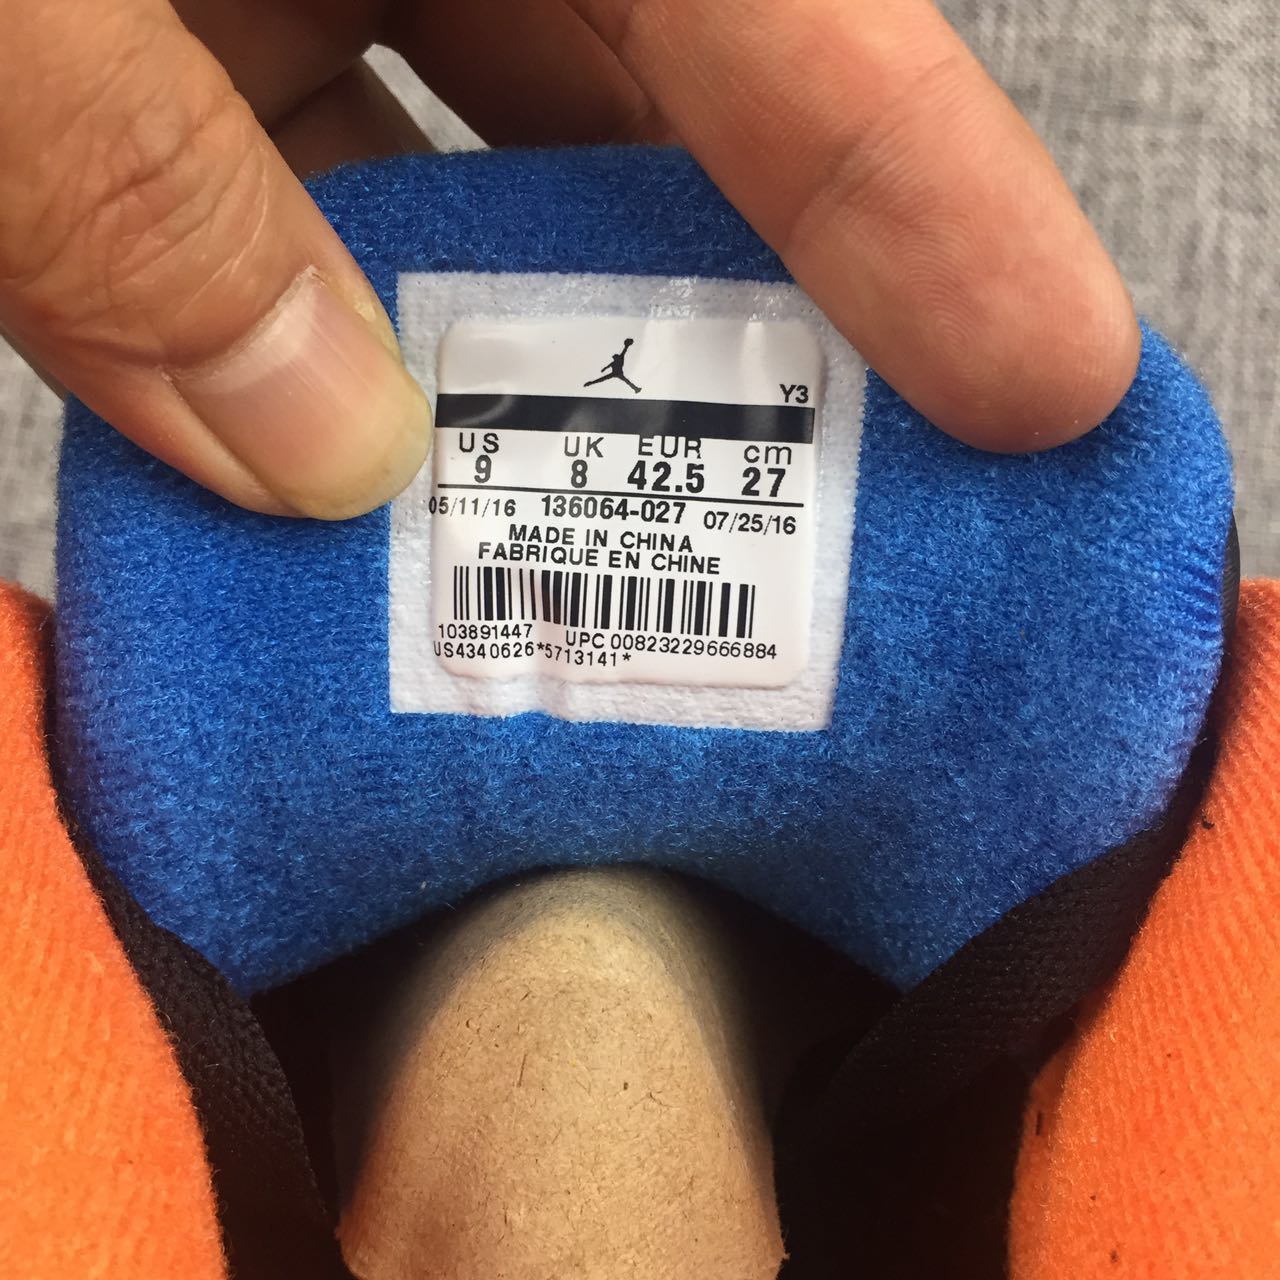 Y3
US UK EUR cm
9 8 42.5 27
05/11/16 136064-027 07/25/16
MADE IN CHINA
FABRIQUE EN CHINE
103891447 UPC 00823229666884
US4340626*5713141*